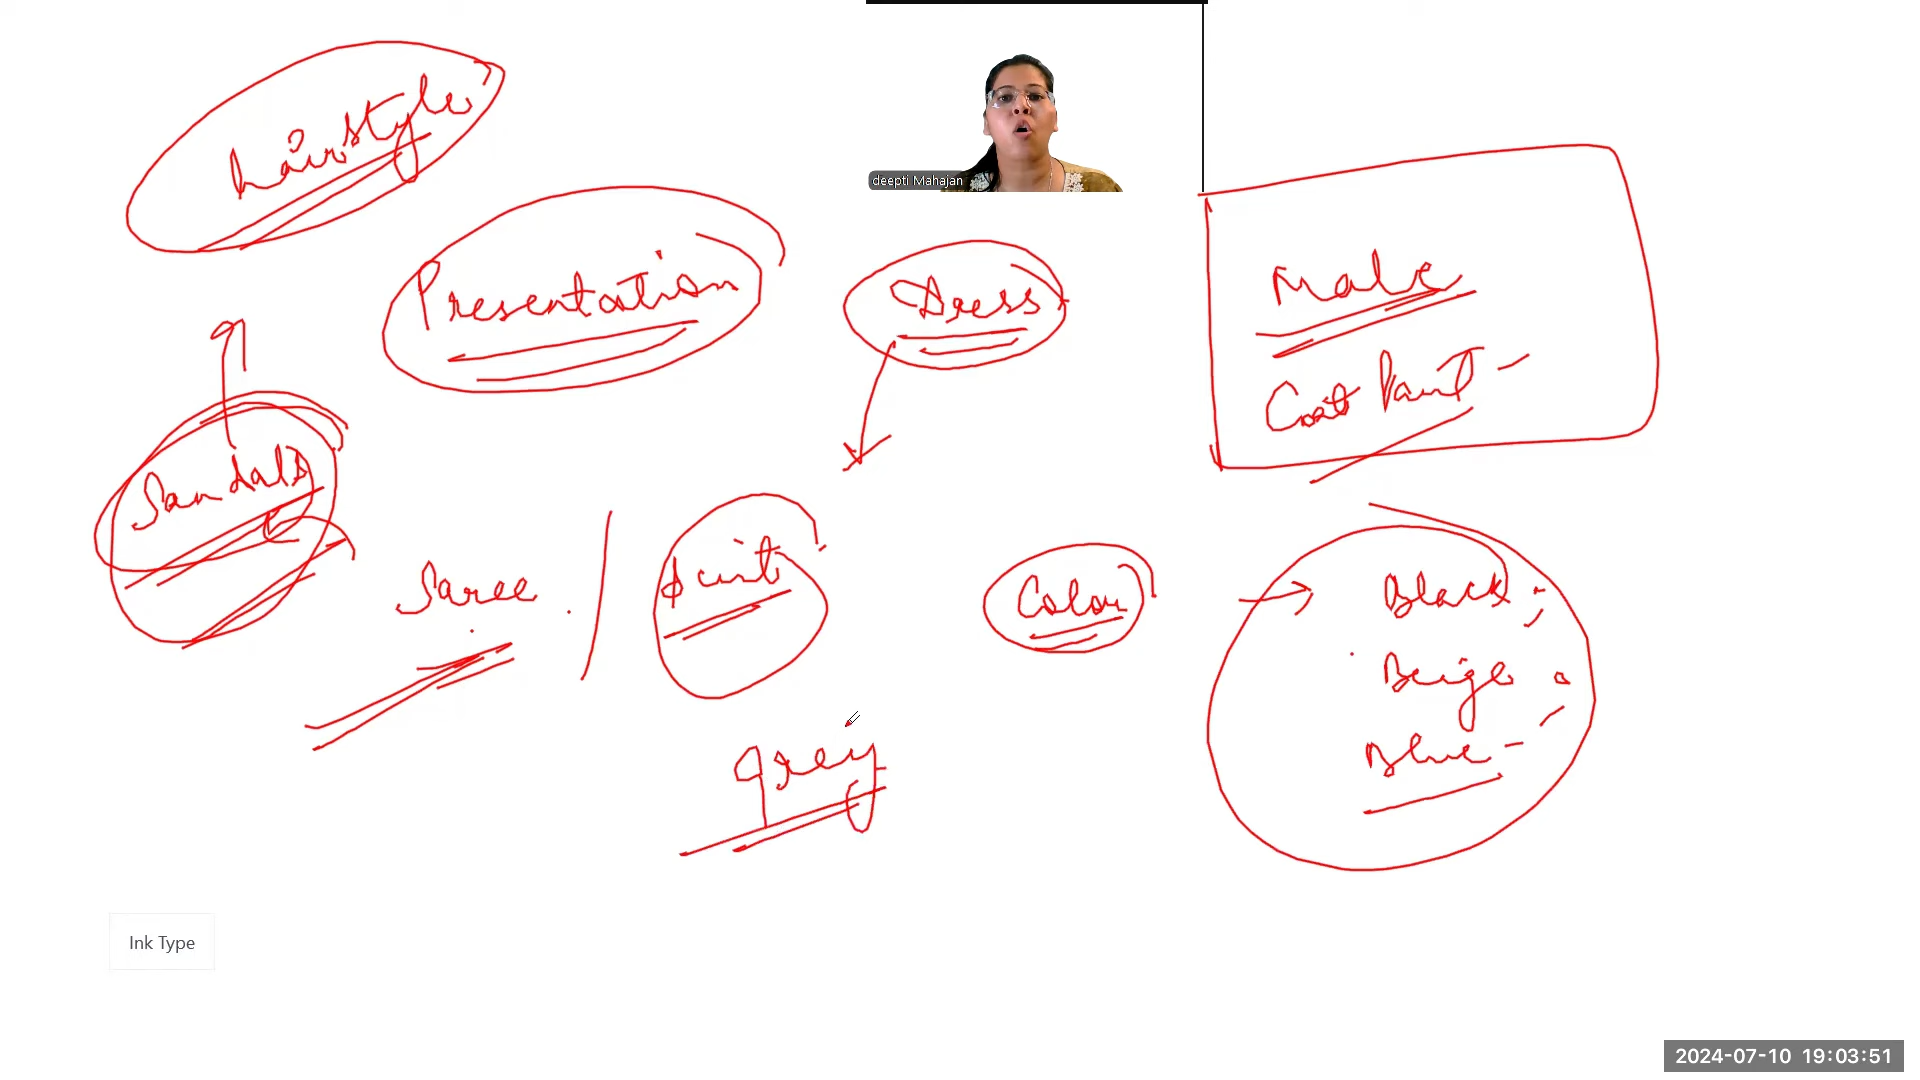 hairstyle
deepti Mahajan
Presentation
Dress
Male
Coat Pant -
Sandals
Saree / Suit
Color
Black
Beige
Blue -
grey
Ink Type
2024-07-10 19:03:51